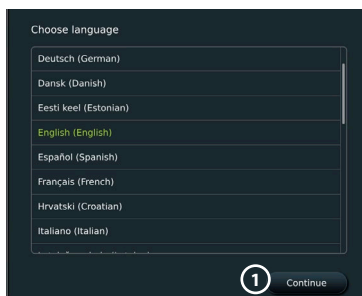 Choose language
Deutsch (German)
Dansk (Danish)
Eesti keel (Estonian)
English (English)
Español (Spanish)
Français (French)
Hrvatski (Croatian)
Italiano (Italian)
1 Continue